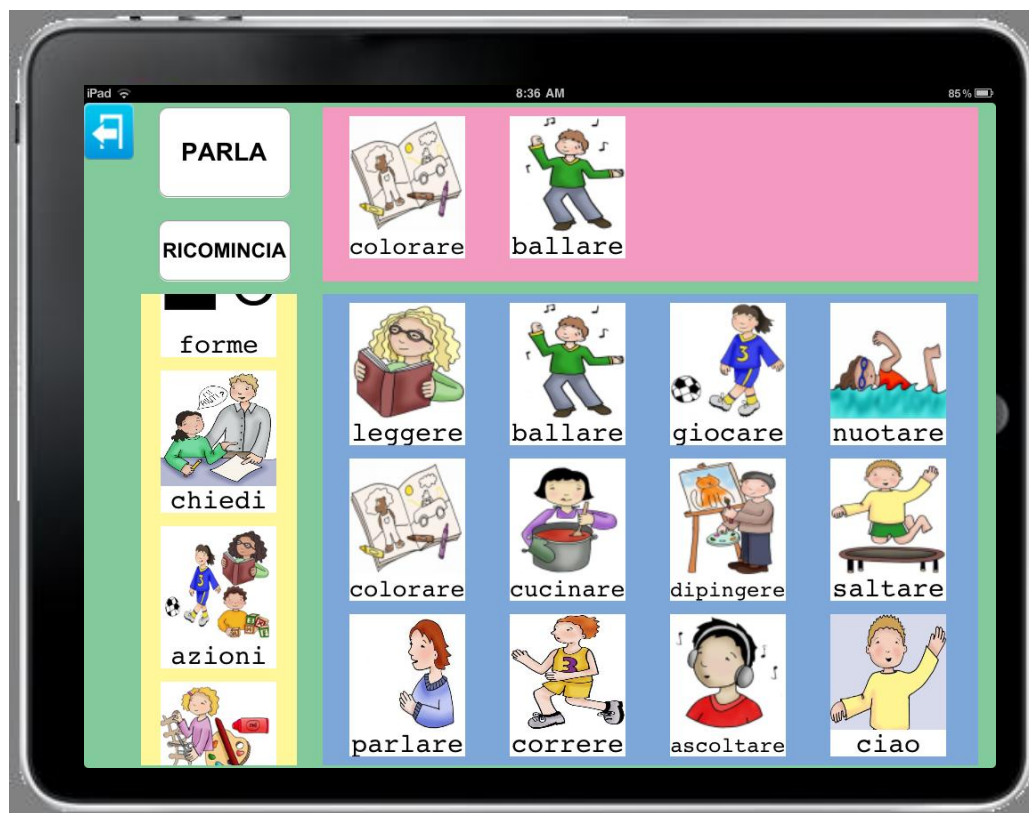 iPad 8:36 AM 85%
PARLA
RICOMINCIA
colorare ballare
forme
chiedi
azioni
leggere ballare giocare nuotare
colorare cucinare dipingere saltare
parlare correre ascoltare ciao